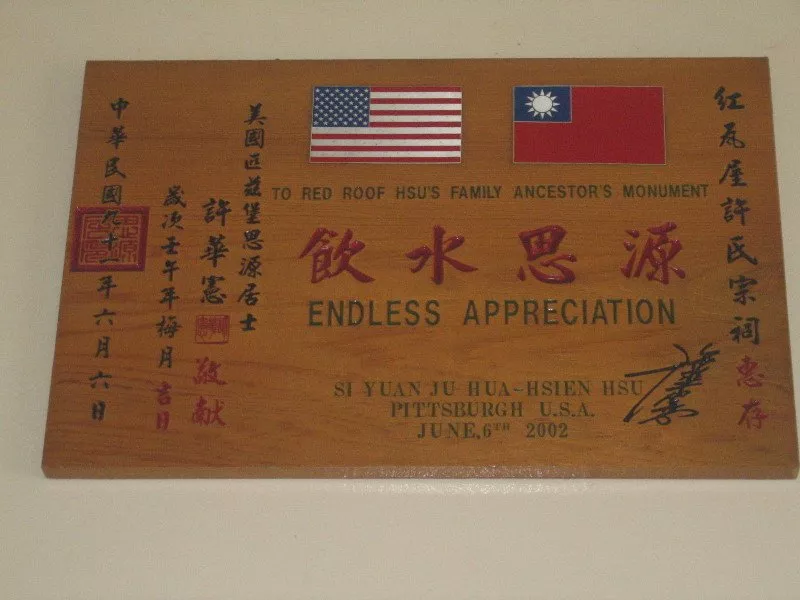 紅瓦屋許氏宗祠惠存
TO RED ROOF HSU'S FAMILY ANCESTOR'S MONUMENT
飲水思源
ENDLESS APPRECIATION
SI YUAN JU HUA-HSIEN HSU
PITTSBURGH U.S.A.
JUNE,6TH 2002
美國匹茲堡思源居士
許華憲敬献
歲次壬午年梅月吉日
中華民國九十一年六月六日